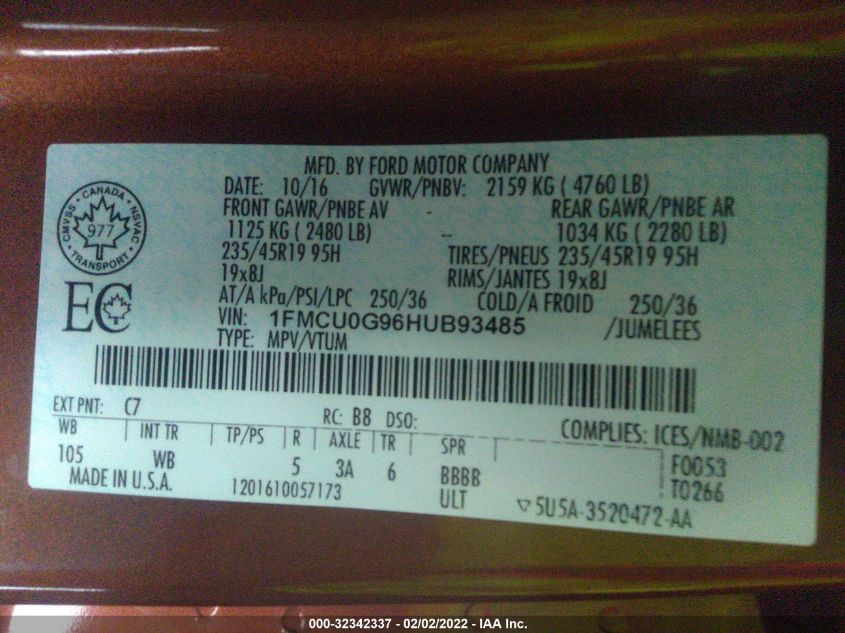 MFD. BY FORD MOTOR COMPANY
DATE: 10/16 GVWR/PNBV: 2159 KG ( 4760 LB)
FRONT GAWR/PNBE AV - REAR GAWR/PNBE AR
1125 KG ( 2480 LB) -- 1034 KG ( 2280 LB)
235/45R19 95H TIRES/PNEUS 235/45R19 95H
19x8J RIMS/JANTES 19x8J
AT/A kPa/PSI/LPC 250/36 COLD/A FROID 250/36
VIN: 1FMCU0G96HUB93485 /JUMELEES
TYPE: MPV/VTUM
CANADA
CMVSS NSVAC
977
TRANSPORT
EC
EXT PNT: C7 RC: B8 DSO:
COMPLIES: ICES/NMB-002
WB INT TR TP/PS R AXLE TR SPR
105 WB 5 3A 6 BBBB F0053
MADE IN U.S.A. 1201610057173 ULT T0266
5U5A-3520472-AA
000-32342337 - 02/02/2022 - IAA Inc.